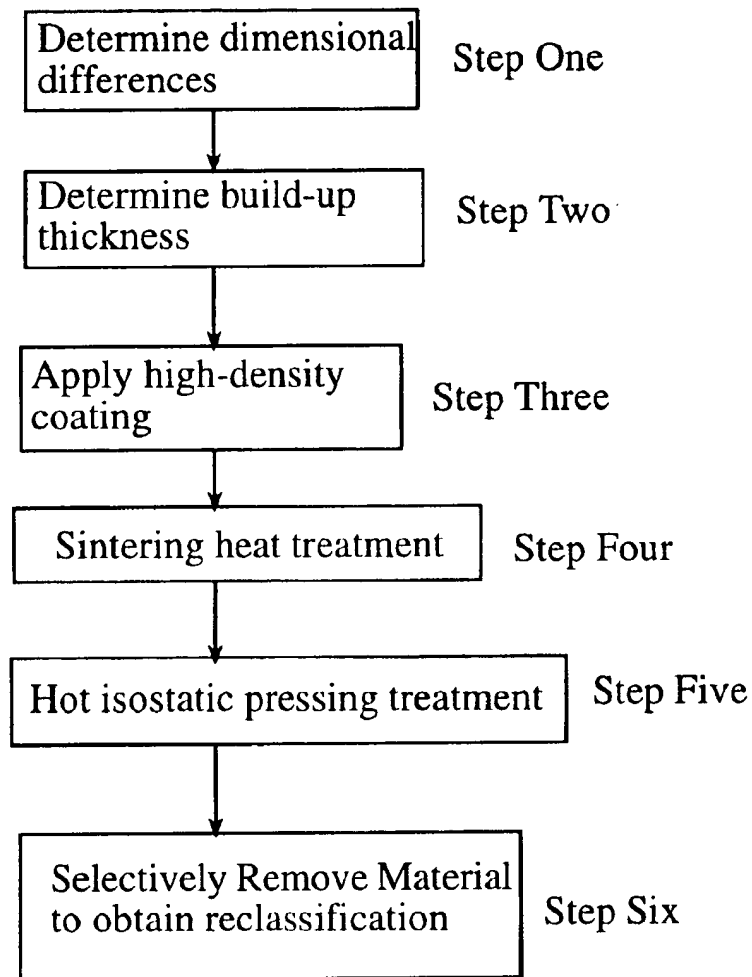 Determine dimensional
differences
Step One
Determine build-up
thickness
Step Two
Apply high-density
coating
Step Three
Sintering heat treatment
Step Four
Hot isostatic pressing treatment
Step Five
Selectively Remove Material
to obtain reclassification
Step Six